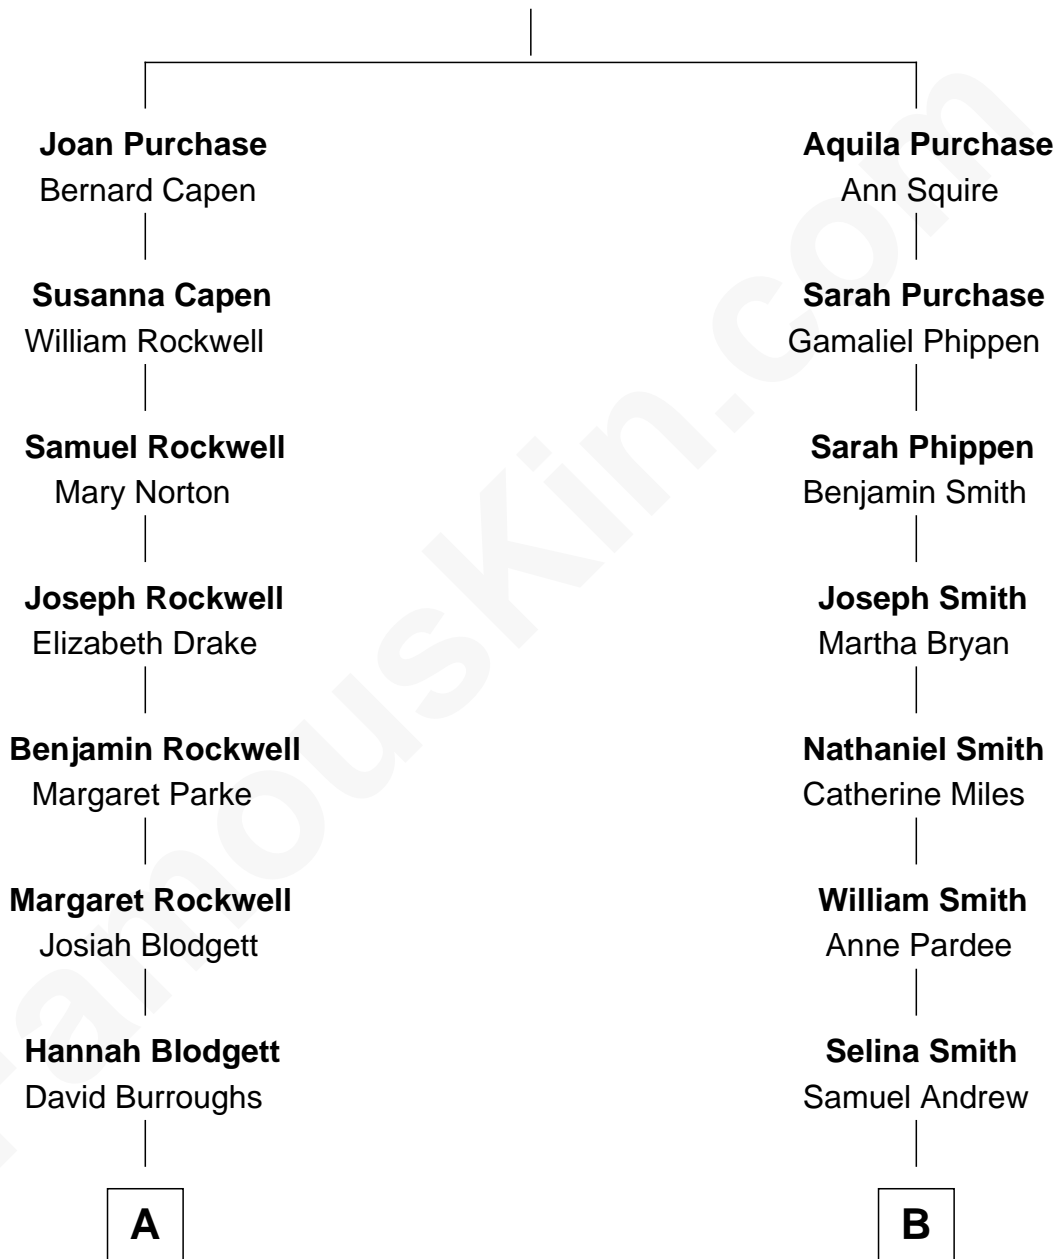 Joan Purchase
Bernard Capen
Aquila Purchase
Ann Squire
Susanna Capen
William Rockwell
Sarah Purchase
Gamaliel Phippen
Samuel Rockwell
Mary Norton
Sarah Phippen
Benjamin Smith
Joseph Rockwell
Elizabeth Drake
Joseph Smith
Martha Bryan
Benjamin Rockwell
Margaret Parke
Nathaniel Smith
Catherine Miles
Margaret Rockwell
Josiah Blodgett
William Smith
Anne Pardee
Hannah Blodgett
David Burroughs
Selina Smith
Samuel Andrew
A
B
FamousKin.com